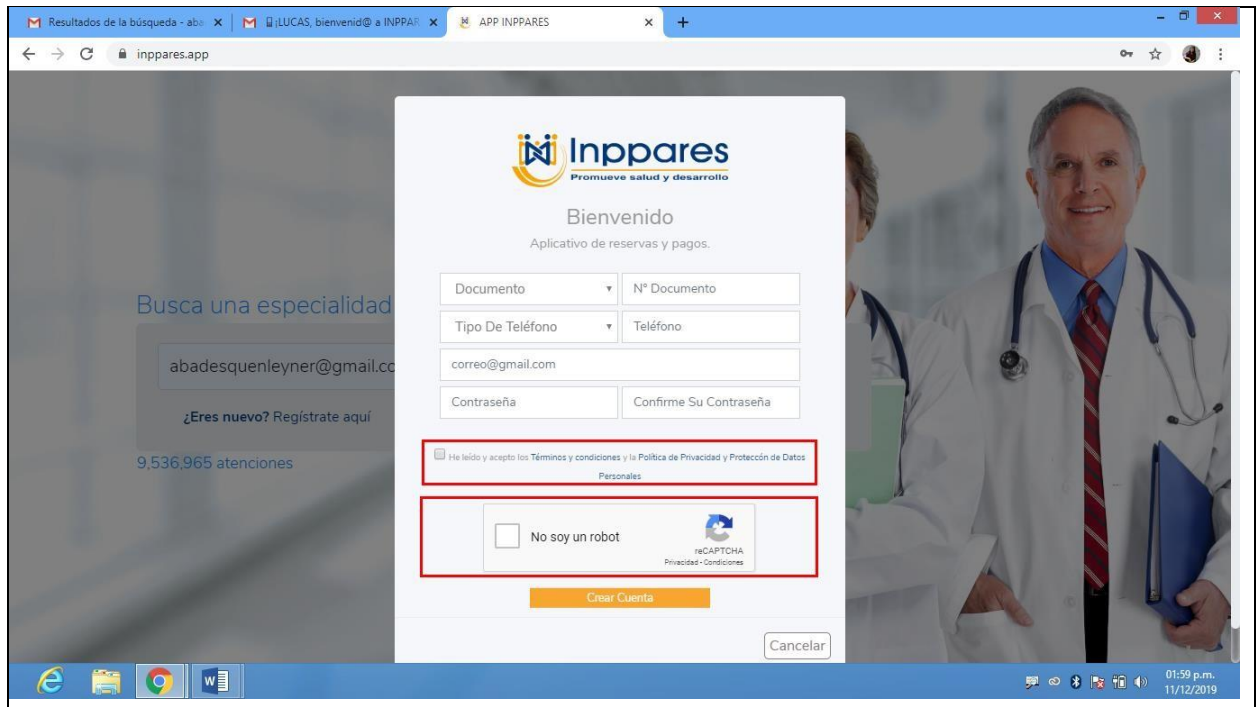 Resultados de la búsqueda - aba
¡LUCAS, bienvenid@ a INPPAR
APP INPPARES
inppares.app
Inppares
Promueve salud y desarrollo
Bienvenido
Aplicativo de reservas y pagos.
Documento
N° Documento
Tipo De Teléfono
Teléfono
correo@gmail.com
Contraseña
Confirme Su Contraseña
He leído y acepto los Términos y condiciones y la Política de Privacidad y Proteccón de Datos
Personales
No soy un robot
reCAPTCHA
Privacidad - Condiciones
Crear Cuenta
Cancelar
Busca una especialidad
abadesquenleyner@gmail.cc
¿Eres nuevo? Regístrate aquí
9,536,965 atenciones
01:59 p.m.
11/12/2019